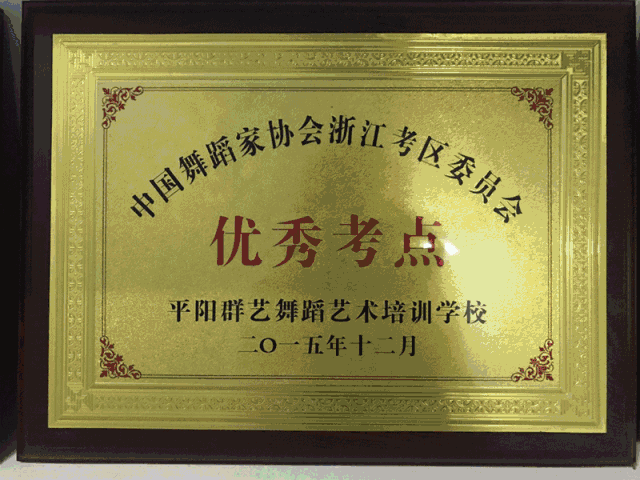 中国舞蹈家协会浙江考区委员会
优秀考点
平阳群艺舞蹈艺术培训学校
二〇一五年十二月